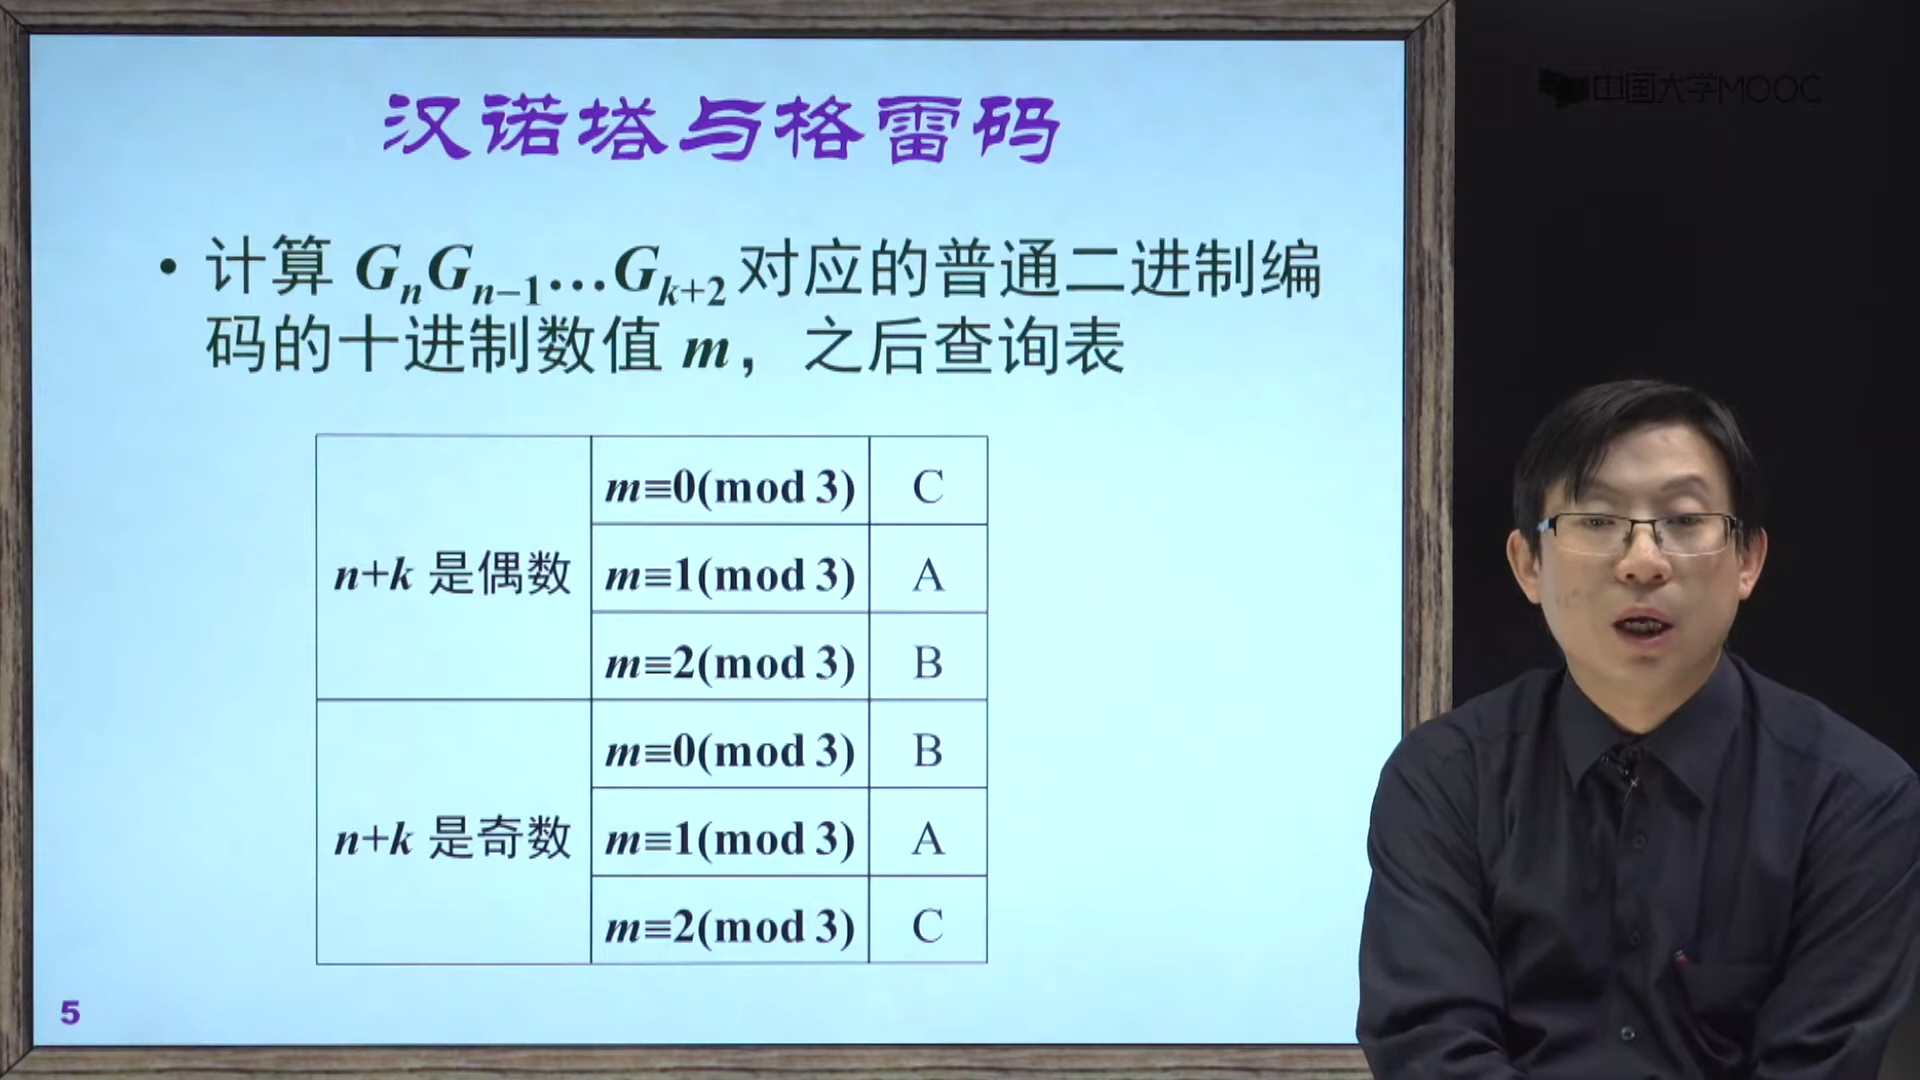 中国大学MOOC
汉诺塔与格雷码
• 计算 GₙGₙ₋₁…Gₖ₊₂ 对应的普通二进制编
码的十进制数值 m，之后查询表
n+k 是偶数
m≡0(mod 3) C
m≡1(mod 3) A
m≡2(mod 3) B
n+k 是奇数
m≡0(mod 3) B
m≡1(mod 3) A
m≡2(mod 3) C
5